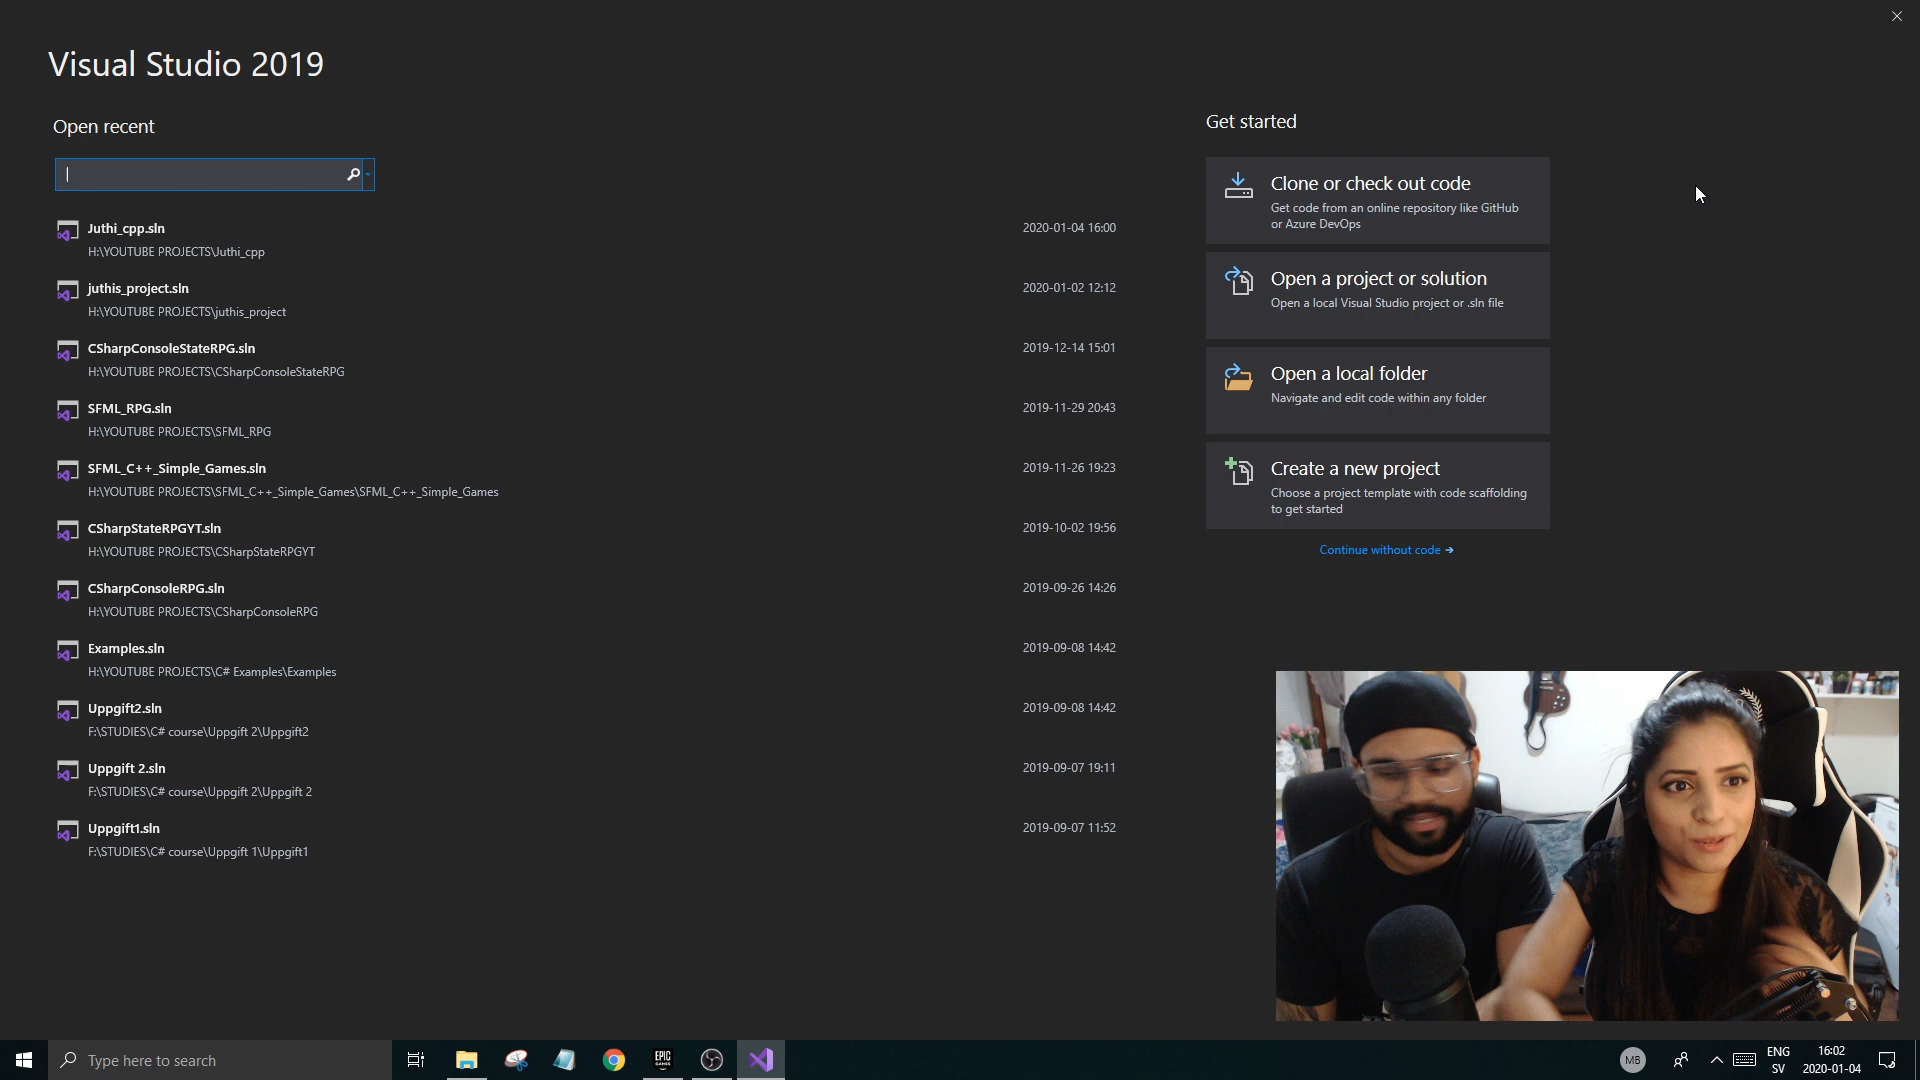 Visual Studio 2019
Open recent
Juthi_cpp.sln
2020-01-04 16:00
H:\YOUTUBE PROJECTS\Juthi_cpp
juthis_project.sln
2020-01-02 12:12
H:\YOUTUBE PROJECTS\juthis_project
CSharpConsoleStateRPG.sln
2019-12-14 15:01
H:\YOUTUBE PROJECTS\CSharpConsoleStateRPG
SFML_RPG.sln
2019-11-29 20:43
H:\YOUTUBE PROJECTS\SFML_RPG
SFML_C++_Simple_Games.sln
2019-11-26 19:23
H:\YOUTUBE PROJECTS\SFML_C++_Simple_Games\SFML_C++_Simple_Games
CSharpStateRPGYT.sln
2019-10-02 19:56
H:\YOUTUBE PROJECTS\CSharpStateRPGYT
CSharpConsoleRPG.sln
2019-09-26 14:26
H:\YOUTUBE PROJECTS\CSharpConsoleRPG
Examples.sln
2019-09-08 14:42
H:\YOUTUBE PROJECTS\C# Examples\Examples
Uppgift2.sln
2019-09-08 14:42
F:\STUDIES\C# course\Uppgift 2\Uppgift2
Uppgift 2.sln
2019-09-07 19:11
F:\STUDIES\C# course\Uppgift 2\Uppgift 2
Uppgift1.sln
2019-09-07 11:52
F:\STUDIES\C# course\Uppgift 1\Uppgift1
Get started
Clone or check out code
Get code from an online repository like GitHub
or Azure DevOps
Open a project or solution
Open a local Visual Studio project or .sln file
Open a local folder
Navigate and edit code within any folder
Create a new project
Choose a project template with code scaffolding
to get started
Continue without code →
Type here to search
EPIC
GAMES
MB
ENG
SV
16:02
2020-01-04